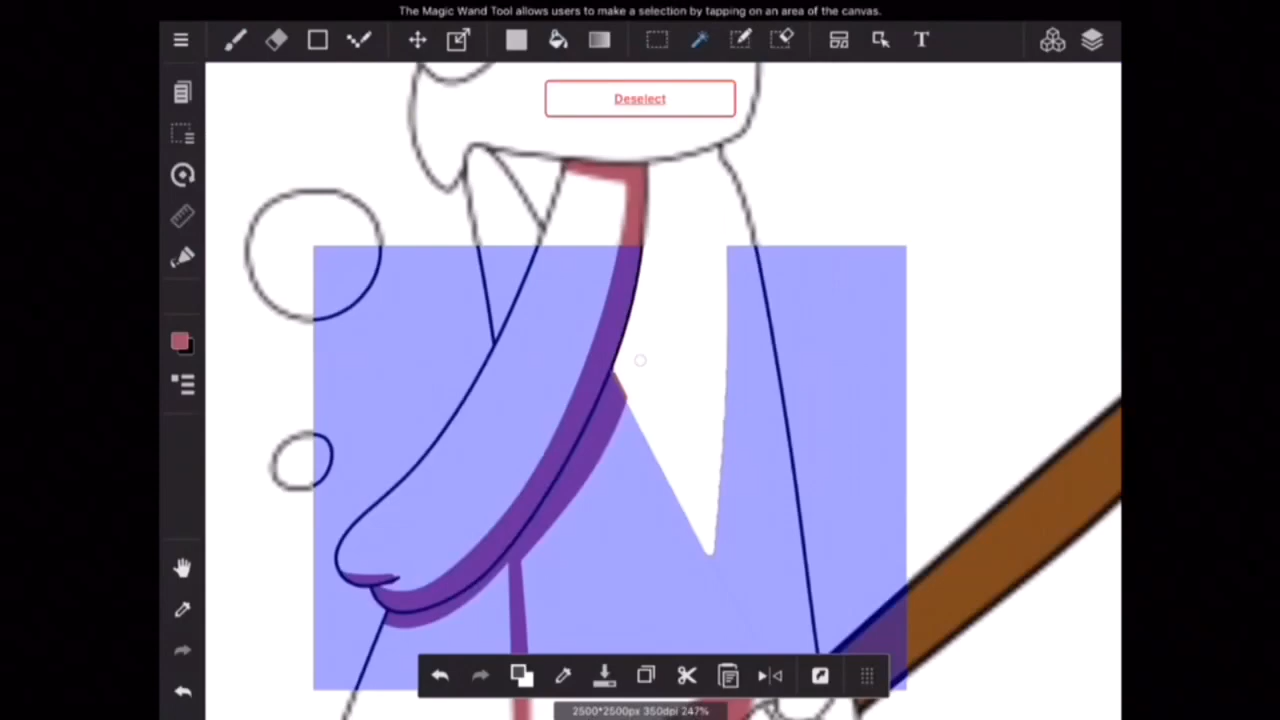 The Magic Wand Tool allows users to make a selection by tapping on an area of the canvas.
T
Deselect
2500*2500px 350dpi 247%